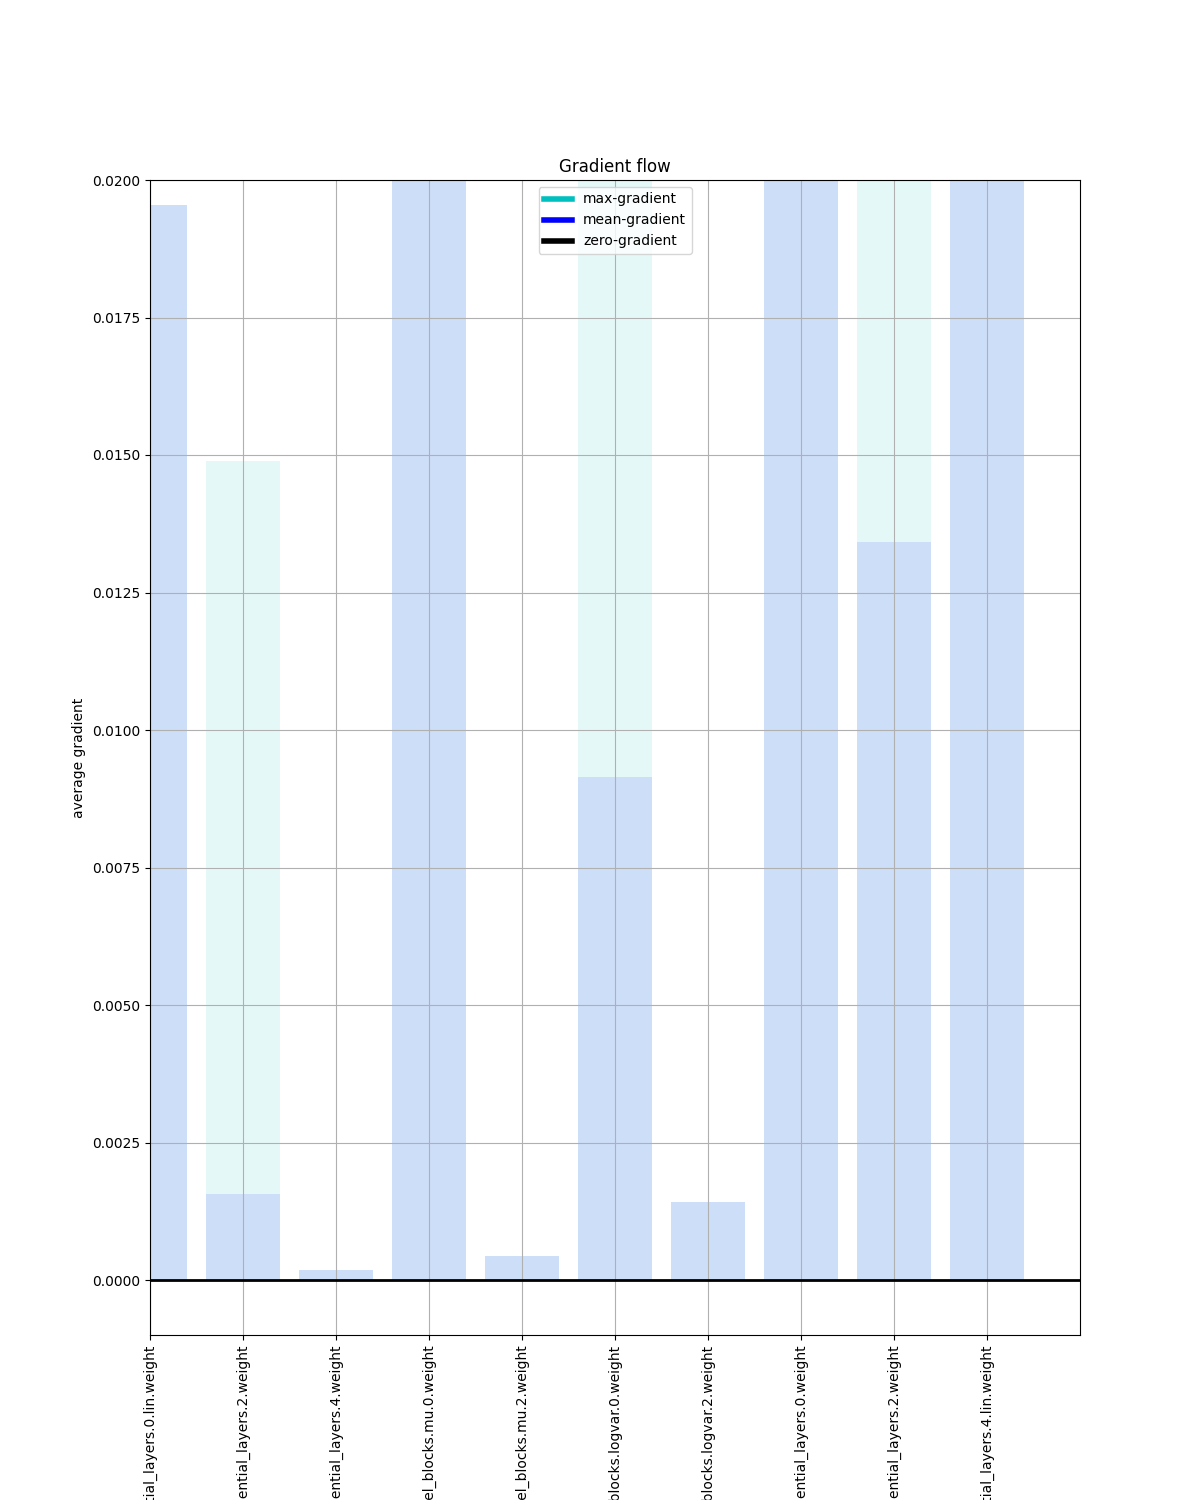 Gradient flow
max-gradient
mean-gradient
zero-gradient
0.0200
0.0175
0.0150
0.0125
0.0100
0.0075
0.0050
0.0025
0.0000
average gradient
tial_layers.0.lin.weight
ential_layers.2.weight
ential_layers.4.weight
el_blocks.mu.0.weight
el_blocks.mu.2.weight
blocks.logvar.0.weight
blocks.logvar.2.weight
ential_layers.0.weight
ential_layers.2.weight
tial_layers.4.lin.weight